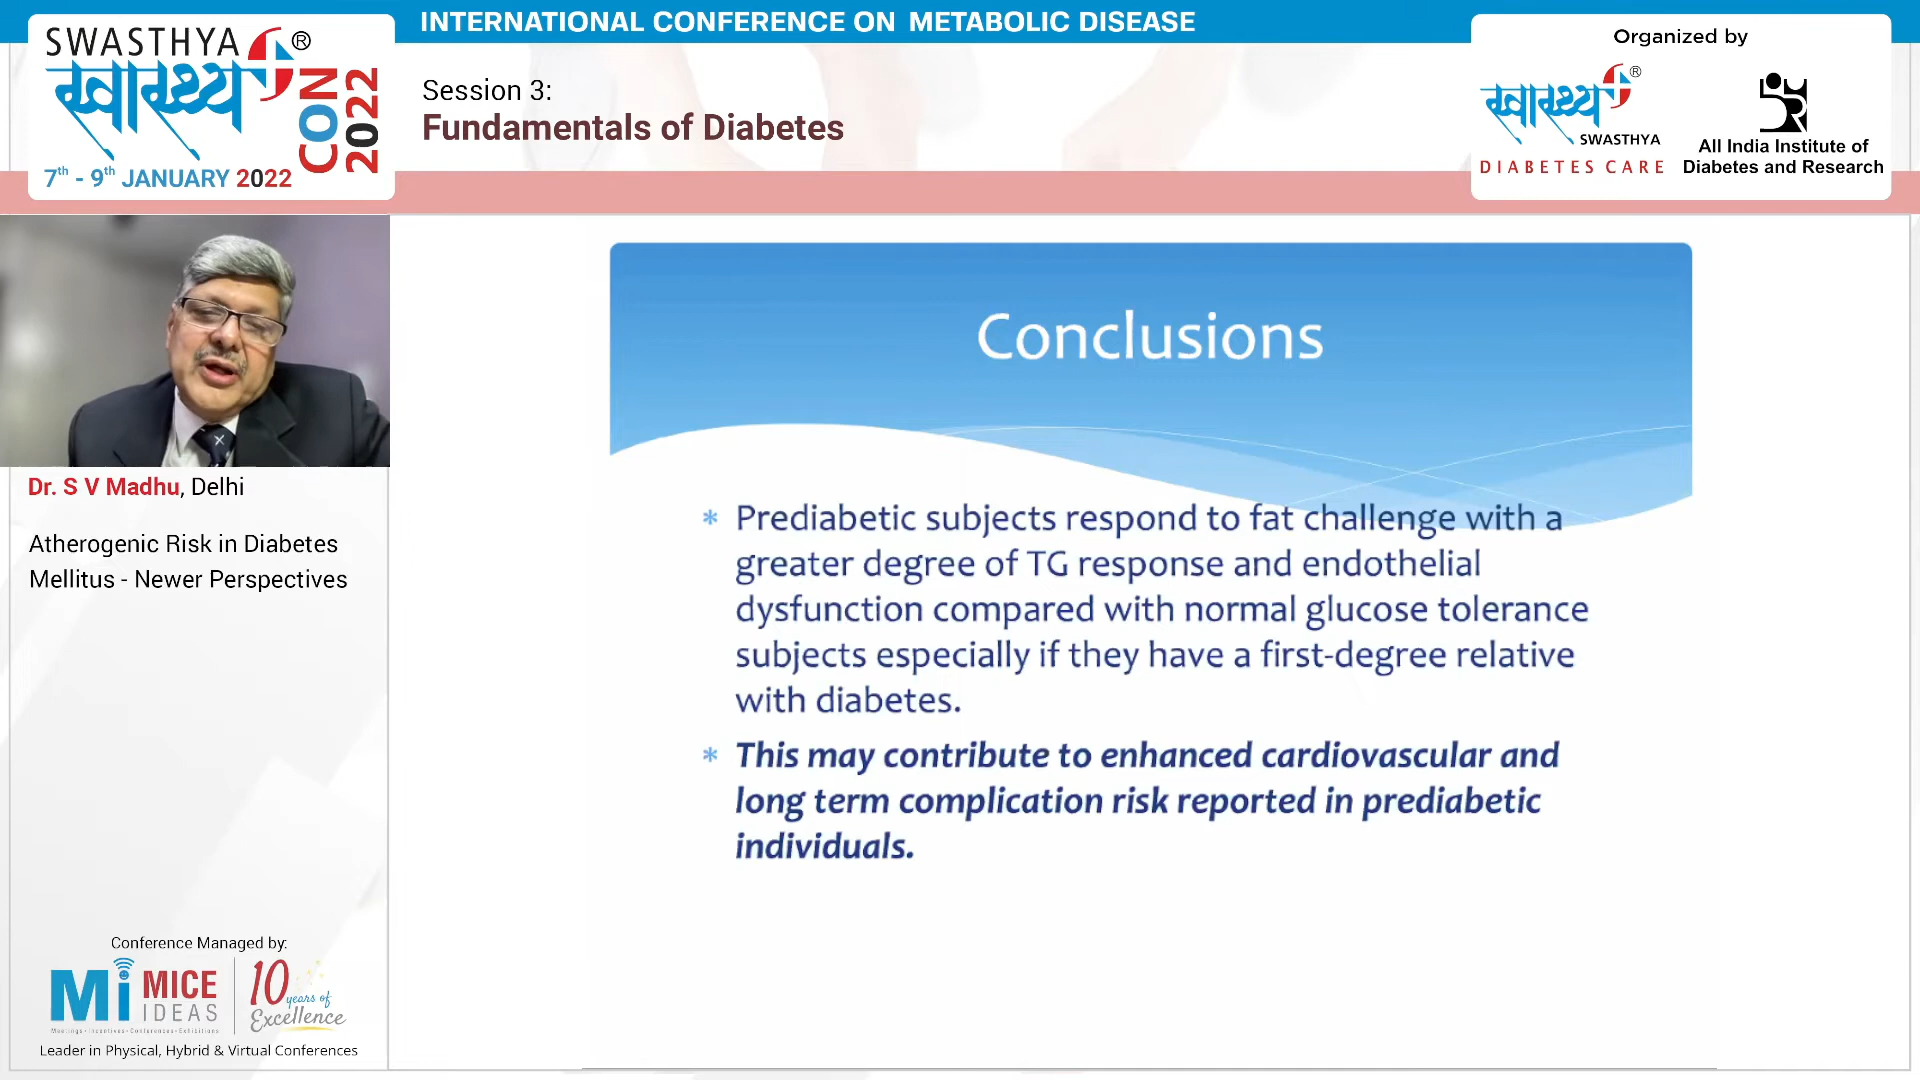 INTERNATIONAL CONFERENCE ON METABOLIC DISEASE
SWASTHYA
®
स्वास्थ्य
CON
2022
7th - 9th JANUARY 2022
Session 3:
Fundamentals of Diabetes
Organized by
स्वास्थ्य
®
SWASTHYA
DIABETES CARE
All India Institute of
Diabetes and Research
Dr. S V Madhu, Delhi
Atherogenic Risk in Diabetes
Mellitus - Newer Perspectives
Conclusions
* Prediabetic subjects respond to fat challenge with a
greater degree of TG response and endothelial
dysfunction compared with normal glucose tolerance
subjects especially if they have a first-degree relative
with diabetes.
* This may contribute to enhanced cardiovascular and
long term complication risk reported in prediabetic
individuals.
Conference Managed by:
Mi MICE
IDEAS
Meetings • Incentives • Conferences • Exhibitions
10
years of
Excellence
Leader in Physical, Hybrid & Virtual Conferences